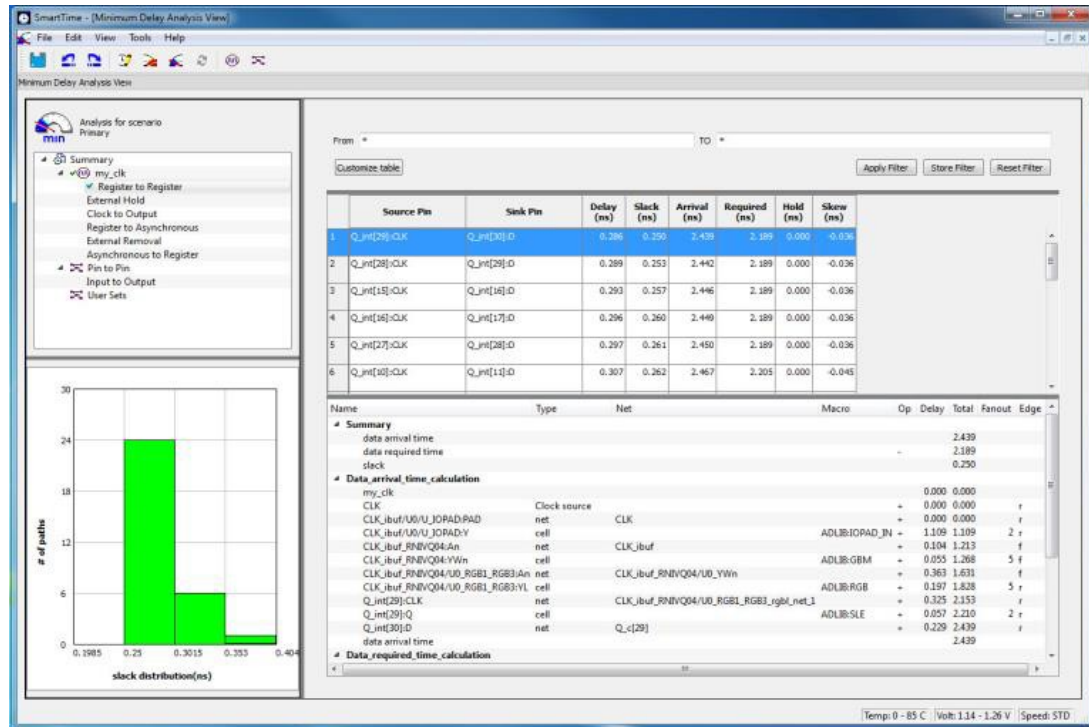 SmartTime - [Minimum Delay Analysis View]
File Edit View Tools Help
Minimum Delay Analysis View
Analysis for scenario
Primary
min
Summary
my_clk
Register to Register
External Hold
Clock to Output
Register to Asynchronous
External Removal
Asynchronous to Register
Pin to Pin
Input to Output
User Sets
30
24
18
12
6
0
# of paths
0.1985 0.25 0.3015 0.353 0.404
slack distribution(ns)
From * TO *
Customize table Apply Filter Store Filter Reset Filter
Source Pin Sink Pin Delay (ns) Slack (ns) Arrival (ns) Required (ns) Hold (ns) Skew (ns)
1 Q_int[29]:CLK Q_int[30]:D 0.286 0.250 2.439 2.189 0.000 -0.036
2 Q_int[28]:CLK Q_int[29]:D 0.289 0.253 2.442 2.189 0.000 -0.036
3 Q_int[15]:CLK Q_int[16]:D 0.293 0.257 2.446 2.189 0.000 -0.036
4 Q_int[16]:CLK Q_int[17]:D 0.296 0.260 2.449 2.189 0.000 -0.036
5 Q_int[27]:CLK Q_int[28]:D 0.297 0.261 2.450 2.189 0.000 -0.036
6 Q_int[10]:CLK Q_int[11]:D 0.307 0.262 2.467 2.205 0.000 -0.045
Name Type Net Macro Op Delay Total Fanout Edge
Summary
data arrival time 2.439
data required time - 2.189
slack 0.250
Data_arrival_time_calculation
my_clk 0.000 0.000
CLK Clock source + 0.000 0.000 r
CLK_ibuf/U0/U_IOPAD:PAD net CLK + 0.000 0.000 r
CLK_ibuf/U0/U_IOPAD:Y cell ADLIB:IOPAD_IN + 1.109 1.109 2 r
CLK_ibuf_RNIVQ04:An net CLK_ibuf + 0.104 1.213 f
CLK_ibuf_RNIVQ04:YWn cell ADLIB:GBM + 0.055 1.268 5 f
CLK_ibuf_RNIVQ04/U0_RGB1_RGB3:An net CLK_ibuf_RNIVQ04/U0_YWn + 0.363 1.631 f
CLK_ibuf_RNIVQ04/U0_RGB1_RGB3:YL cell ADLIB:RGB + 0.197 1.828 5 r
Q_int[29]:CLK net CLK_ibuf_RNIVQ04/U0_RGB1_RGB3_rgbl_net_1 + 0.325 2.153 r
Q_int[29]:Q cell ADLIB:SLE + 0.057 2.210 2 r
Q_int[30]:D net Q_c[29] + 0.229 2.439 r
data arrival time 2.439
Data_required_time_calculation
Temp: 0 - 85 C Volt: 1.14 - 1.26 V Speed: STD